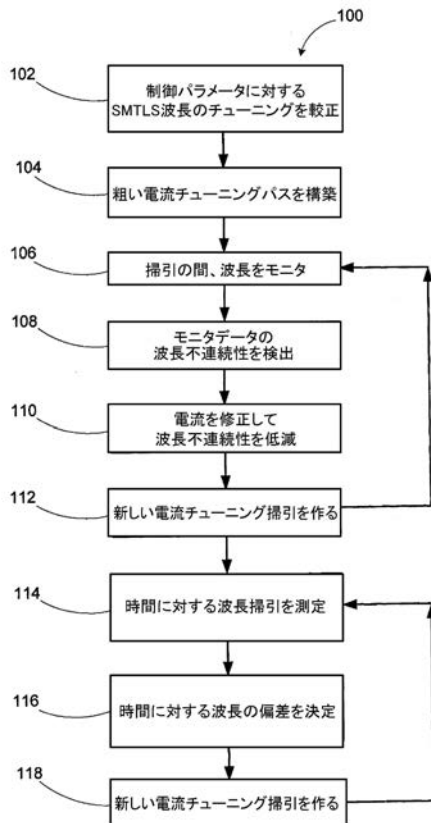 100
102
制御パラメータに対する
SMTLS波長のチューニングを較正
104
粗い電流チューニングパスを構築
106
掃引の間、波長をモニタ
108
モニタデータの
波長不連続性を検出
110
電流を修正して
波長不連続性を低減
112
新しい電流チューニング掃引を作る
114
時間に対する波長掃引を測定
116
時間に対する波長の偏差を決定
118
新しい電流チューニング掃引を作る